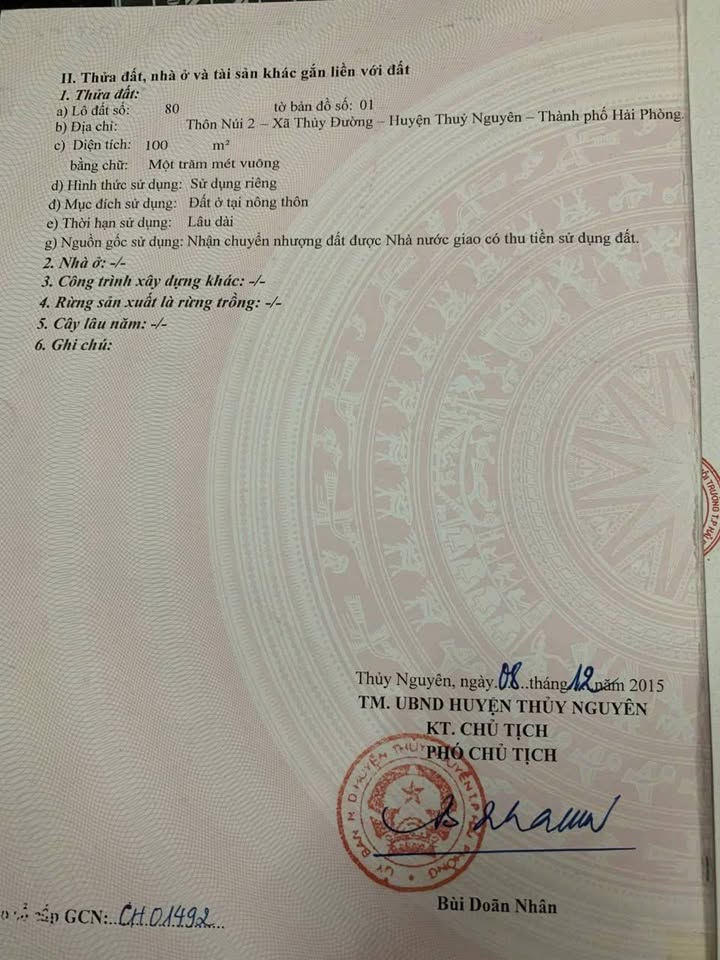 II. Thửa đất, nhà ở và tài sản khác gắn liền với đất
1. Thửa đất:
a) Lô đất số: 80 tờ bản đồ số: 01
b) Địa chỉ: Thôn Núi 2 – Xã Thủy Đường – Huyện Thuỷ Nguyên – Thành phố Hải Phòng.
c) Diện tích: 100 m²
bằng chữ: Một trăm mét vuông
d) Hình thức sử dụng: Sử dụng riêng
đ) Mục đích sử dụng: Đất ở tại nông thôn
e) Thời hạn sử dụng: Lâu dài
g) Nguồn gốc sử dụng: Nhận chuyển nhượng đất được Nhà nước giao có thu tiền sử dụng đất.
2. Nhà ở: -/-
3. Công trình xây dựng khác: -/-
4. Rừng sản xuất là rừng trồng: -/-
5. Cây lâu năm: -/-
6. Ghi chú:
Thủy Nguyên, ngày.08..tháng 12 năm 2015
TM. UBND HUYỆN THỦY NGUYÊN
KT. CHỦ TỊCH
PHÓ CHỦ TỊCH
Bùi Doãn Nhân
sổ cấp GCN:..CH.01492...